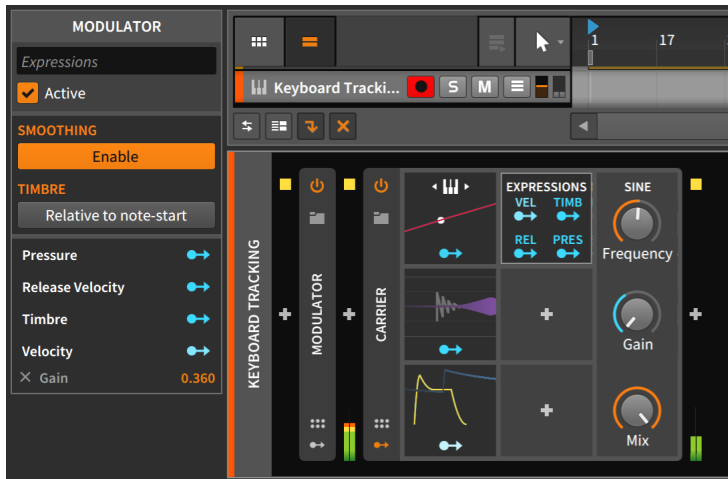 MODULATOR
Expressions
Active
SMOOTHING
Enable
TIMBRE
Relative to note-start
Pressure
Release Velocity
Timbre
Velocity
Gain 0.360
1 17
Keyboard Tracki... S M
KEYBOARD TRACKING
MODULATOR
CARRIER
EXPRESSIONS
VEL TIMB
REL PRES
SINE
Frequency
Gain
Mix